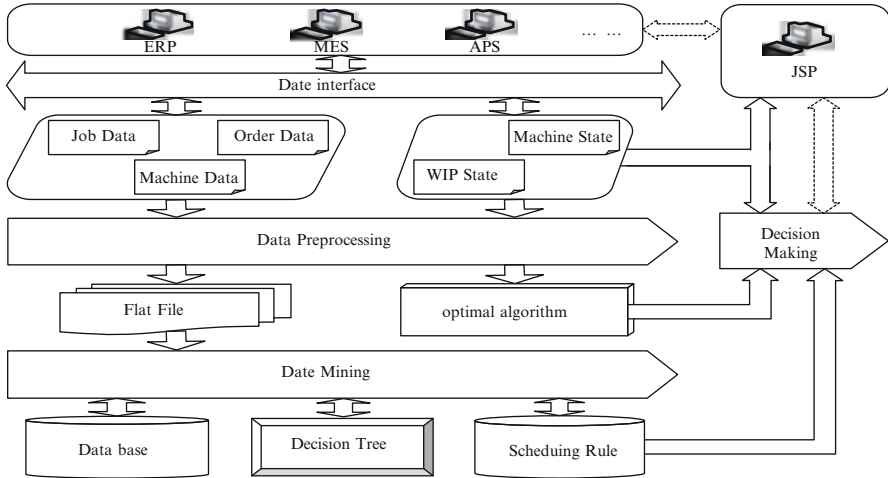 ERP
MES
APS
... ...
JSP
Date interface
Job Data
Order Data
Machine Data
Machine State
WIP State
Data Preprocessing
Decision
Making
Flat File
optimal algorithm
Date Mining
Data base
Decision Tree
Scheduing Rule